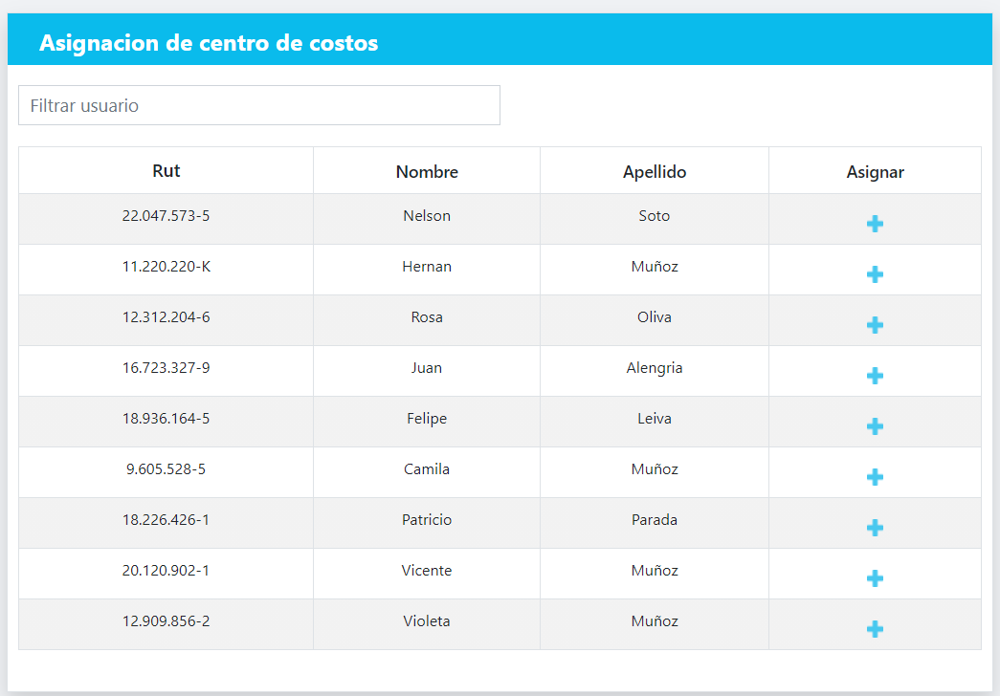 Asignacion de centro de costos
Filtrar usuario
Rut Nombre Apellido Asignar
22.047.573-5 Nelson Soto
11.220.220-K Hernan Muñoz
12.312.204-6 Rosa Oliva
16.723.327-9 Juan Alengria
18.936.164-5 Felipe Leiva
9.605.528-5 Camila Muñoz
18.226.426-1 Patricio Parada
20.120.902-1 Vicente Muñoz
12.909.856-2 Violeta Muñoz